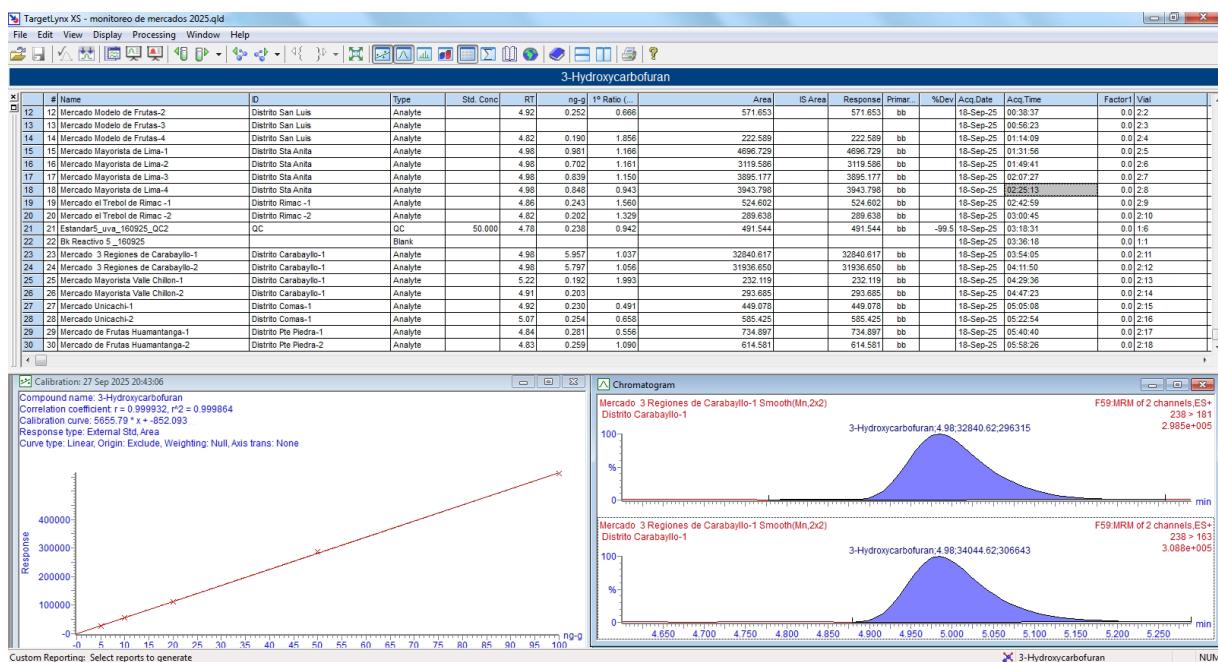 TargetLynx XS - monitoreo de mercados 2025.qld
File Edit View Display Processing Window Help
3-Hydroxycarbofuran
# Name ID Type Std. Conc RT ng-g 1º Ratio (... Area IS Area Response Primar... %Dev Acq.Date Acq.Time Factor1 Vial
12 12 Mercado Modelo de Frutas-2 Distrito San Luis Analyte 4.92 0.252 0.666 571.653 571.653 bb 18-Sep-25 00:38:37 0.0 2:2
13 13 Mercado Modelo de Frutas-3 Distrito San Luis Analyte 18-Sep-25 00:56:23 0.0 2:3
14 14 Mercado Modelo de Frutas-4 Distrito San Luis Analyte 4.82 0.190 1.856 222.589 222.589 bb 18-Sep-25 01:14:09 0.0 2:4
15 15 Mercado Mayorista de Lima-1 Distrito Sta Anita Analyte 4.98 0.981 1.166 4696.729 4696.729 bb 18-Sep-25 01:31:56 0.0 2:5
16 16 Mercado Mayorista de Lima-2 Distrito Sta Anita Analyte 4.98 0.702 1.161 3119.586 3119.586 bb 18-Sep-25 01:49:41 0.0 2:6
17 17 Mercado Mayorista de Lima-3 Distrito Sta Anita Analyte 4.98 0.839 1.150 3895.177 3895.177 bb 18-Sep-25 02:07:27 0.0 2:7
18 18 Mercado Mayorista de Lima-4 Distrito Sta Anita Analyte 4.98 0.848 0.943 3943.798 3943.798 bb 18-Sep-25 02:25:13 0.0 2:8
19 19 Mercado el Trebol de Rimac -1 Distrito Rimac -1 Analyte 4.86 0.243 1.560 524.602 524.602 bb 18-Sep-25 02:42:59 0.0 2:9
20 20 Mercado el Trebol de Rimac -2 Distrito Rimac -2 Analyte 4.82 0.202 1.329 289.638 289.638 bb 18-Sep-25 03:00:45 0.0 2:10
21 21 Estandar5_uva_160925_QC2 QC QC 50.000 4.78 0.238 0.942 491.544 491.544 bb -99.5 18-Sep-25 03:18:31 0.0 1:6
22 22 Bk Reactivo 5 _160925 Blank 18-Sep-25 03:36:18 0.0 1:1
23 23 Mercado 3 Regiones de Carabayllo-1 Distrito Carabayllo-1 Analyte 4.98 5.957 1.037 32840.617 32840.617 bb 18-Sep-25 03:54:05 0.0 2:11
24 24 Mercado 3 Regiones de Carabayllo-2 Distrito Carabayllo-1 Analyte 4.98 5.797 1.056 31936.650 31936.650 bb 18-Sep-25 04:11:50 0.0 2:12
25 25 Mercado Mayorista Valle Chillon-1 Distrito Carabayllo-1 Analyte 5.22 0.192 1.993 232.119 232.119 bb 18-Sep-25 04:29:36 0.0 2:13
26 26 Mercado Mayorista Valle Chillon-2 Distrito Carabayllo-1 Analyte 4.91 0.203 293.685 293.685 bb 18-Sep-25 04:47:23 0.0 2:14
27 27 Mercado Unicachi-1 Distrito Comas-1 Analyte 4.92 0.230 0.491 449.078 449.078 bb 18-Sep-25 05:05:08 0.0 2:15
28 28 Mercado Unicachi-2 Distrito Comas-1 Analyte 5.07 0.254 0.658 585.425 585.425 bb 18-Sep-25 05:22:54 0.0 2:16
29 29 Mercado de Frutas Huamantanga-1 Distrito Pte Piedra-1 Analyte 4.84 0.281 0.556 734.897 734.897 bb 18-Sep-25 05:40:40 0.0 2:17
30 30 Mercado de Frutas Huamantanga-2 Distrito Pte Piedra-2 Analyte 4.83 0.259 1.090 614.581 614.581 bb 18-Sep-25 05:58:26 0.0 2:18
Calibration: 27 Sep 2025 20:43:06
Compound name: 3-Hydroxycarbofuran
Correlation coefficient: r = 0.999932, r^2 = 0.999864
Calibration curve: 5655.79 * x + -852.093
Response type: External Std, Area
Curve type: Linear, Origin: Exclude, Weighting: Null, Axis trans: None
Response
400000
300000
200000
100000
-0
-0 5 10 15 20 25 30 35 40 45 50 55 60 65 70 75 80 85 90 95 100 ng-g
Chromatogram
Mercado 3 Regiones de Carabayllo-1 Smooth(Mn,2x2) F59:MRM of 2 channels,ES+
Distrito Carabayllo-1 238 > 181
2.985e+005
3-Hydroxycarbofuran;4.98;32840.62;296315
100
%
0
min
Mercado 3 Regiones de Carabayllo-1 Smooth(Mn,2x2) F59:MRM of 2 channels,ES+
Distrito Carabayllo-1 238 > 163
3.088e+005
3-Hydroxycarbofuran;4.98;34044.62;306643
100
%
0
min
4.650 4.700 4.750 4.800 4.850 4.900 4.950 5.000 5.050 5.100 5.150 5.200 5.250
Custom Reporting: Select reports to generate 3-Hydroxycarbofuran NUM